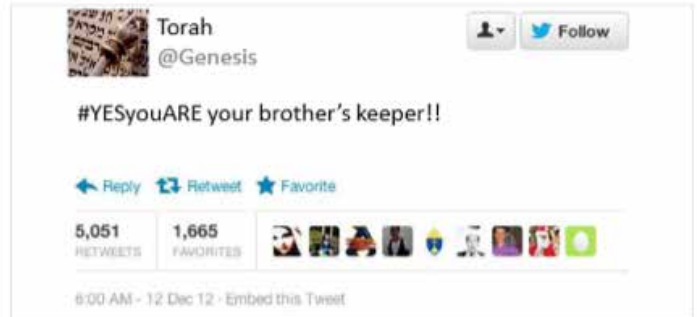 Torah
@Genesis
Follow
#YESyouARE your brother's keeper!!
Reply Retweet Favorite
5,051 1,665
RETWEETS FAVORITES
6:00 AM - 12 Dec 12 · Embed this Tweet